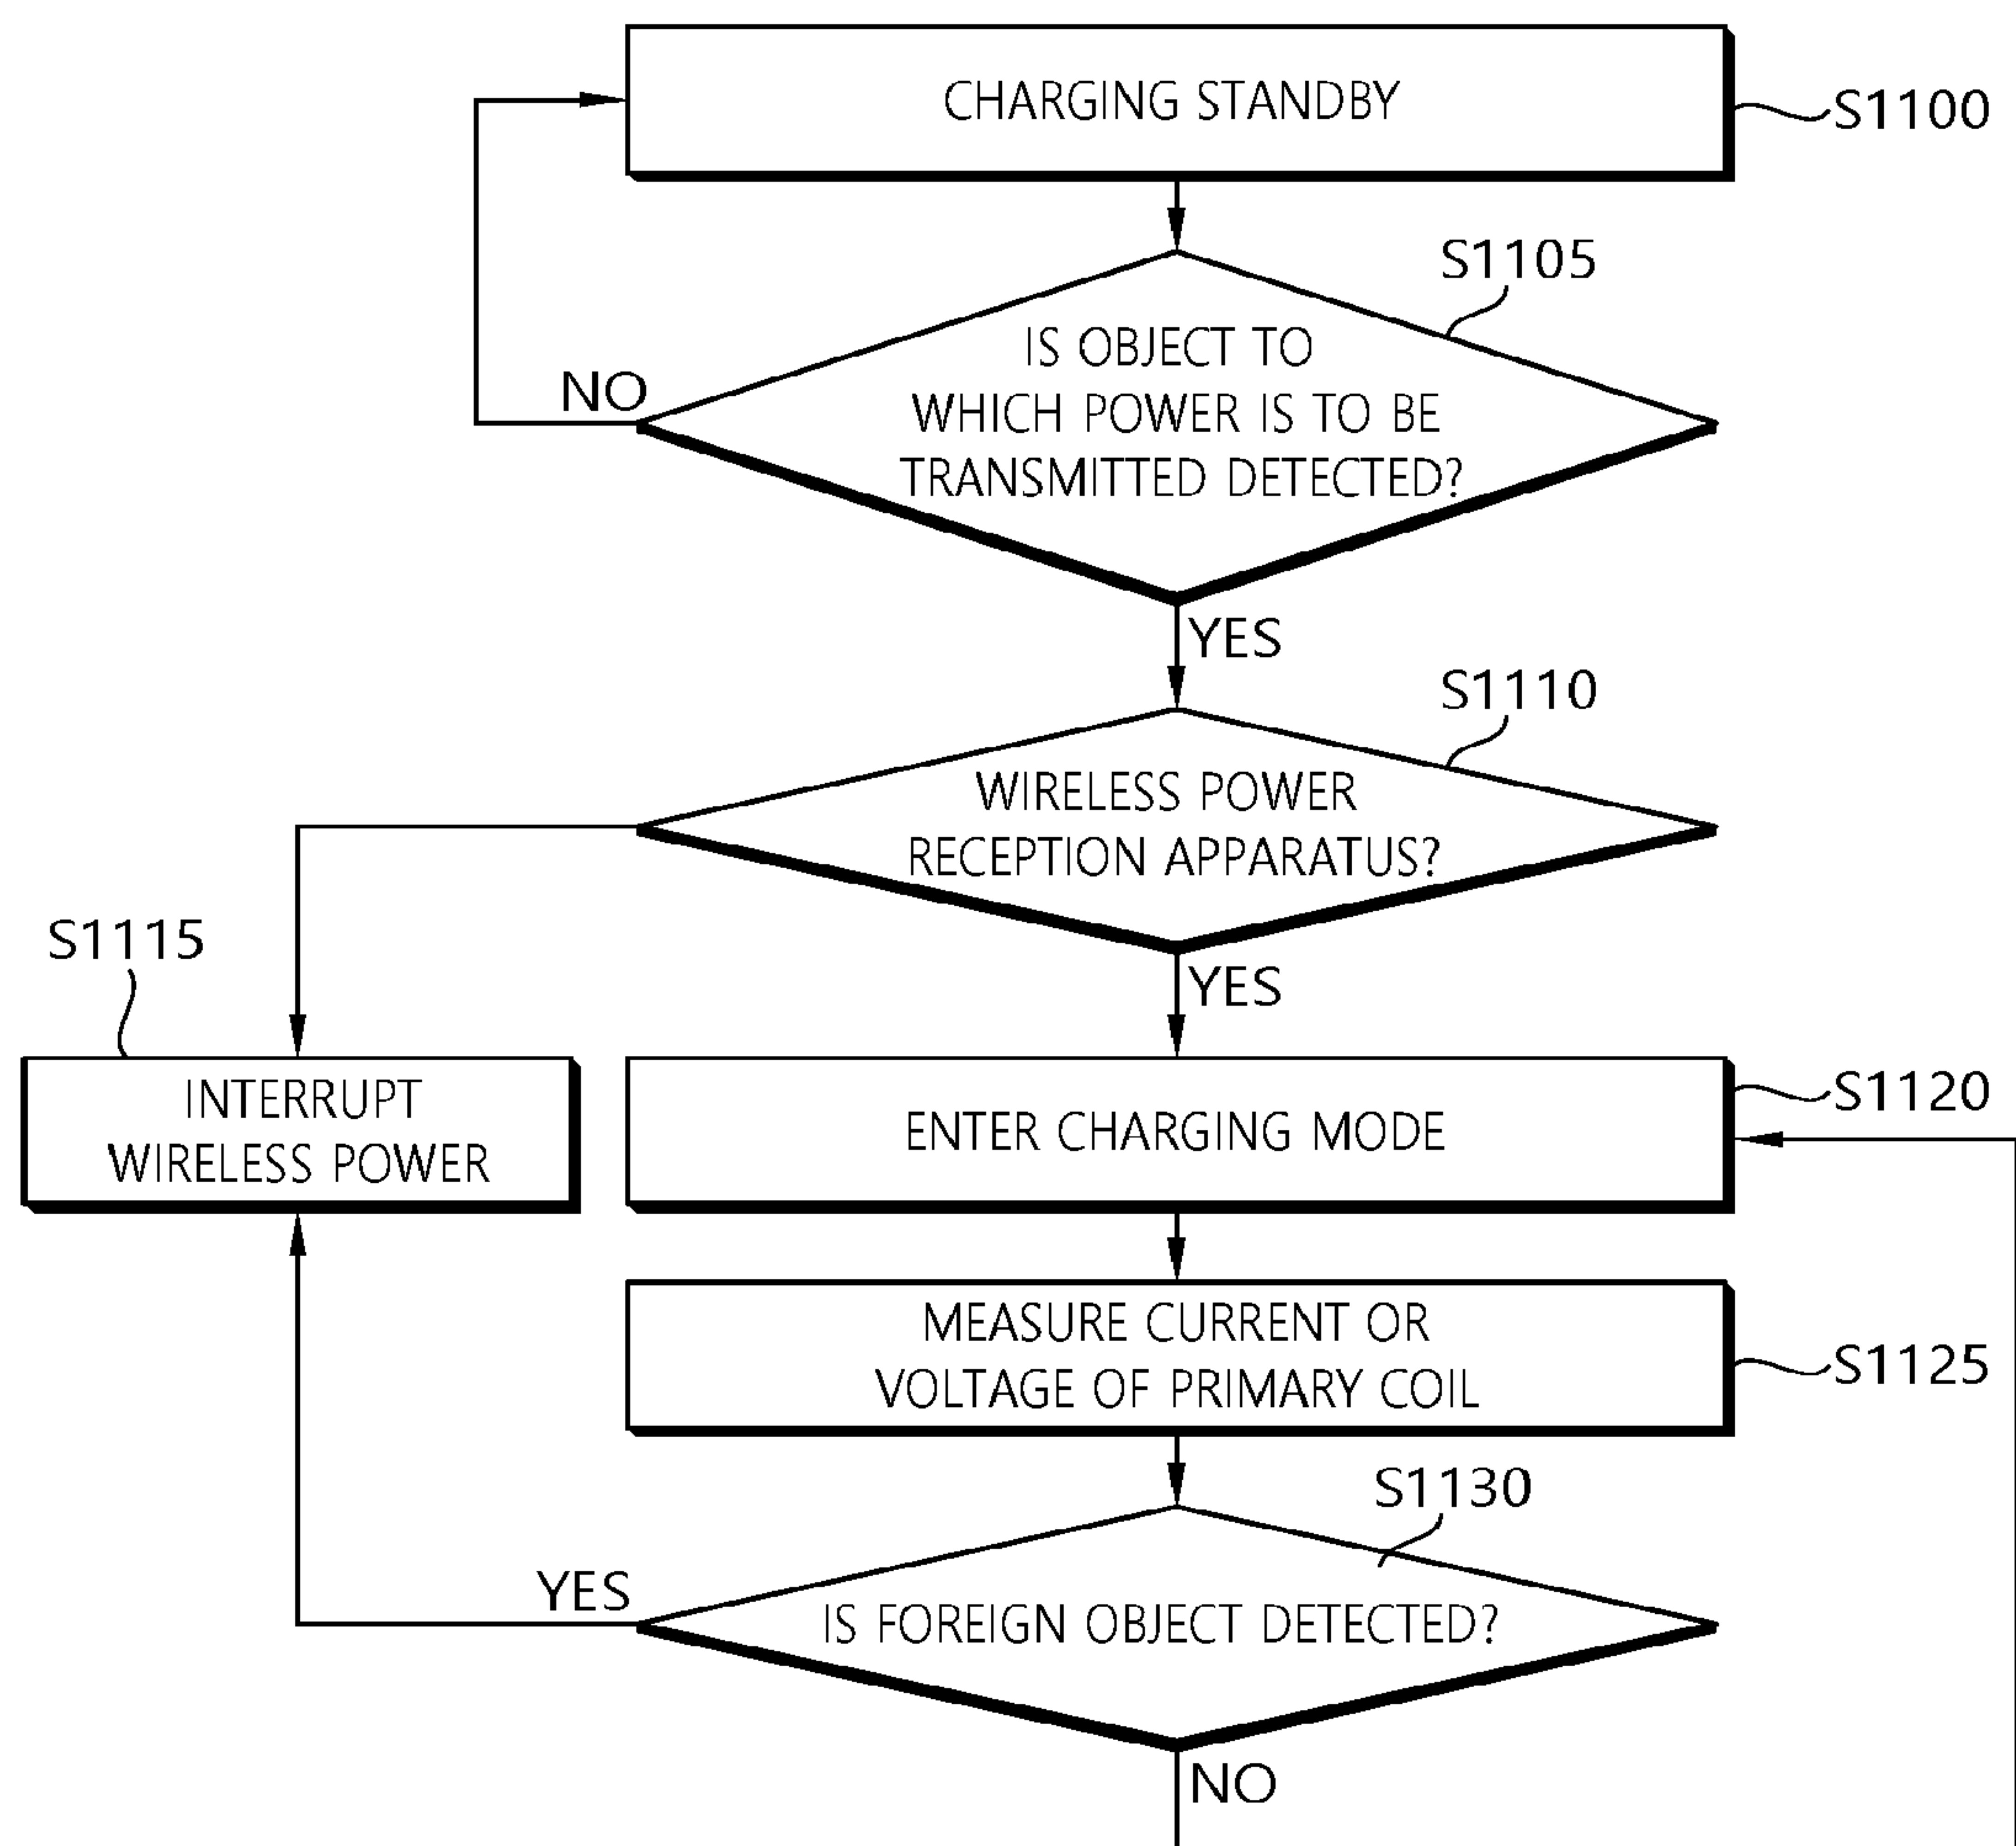 CHARGING STANDBY
S1100
S1105
IS OBJECT TO
WHICH POWER IS TO BE
TRANSMITTED DETECTED?
NO
YES
S1110
WIRELESS POWER
RECEPTION APPARATUS?
YES
S1115
INTERRUPT
WIRELESS POWER
ENTER CHARGING MODE
S1120
MEASURE CURRENT OR
VOLTAGE OF PRIMARY COIL
S1125
S1130
YES
IS FOREIGN OBJECT DETECTED?
NO